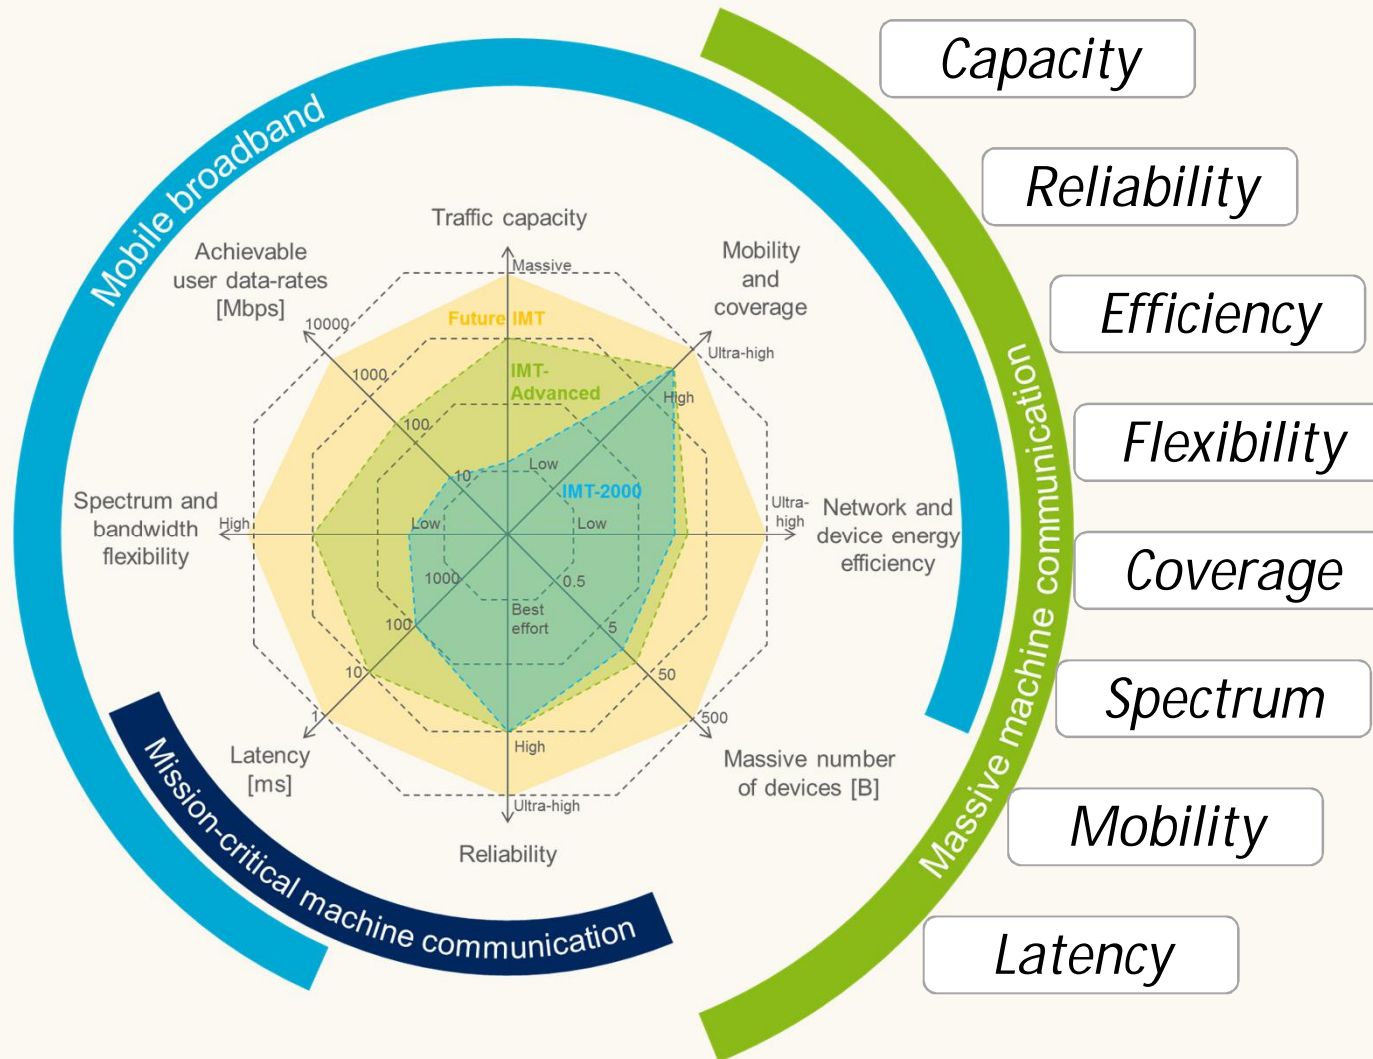 Capacity
Reliability
Efficiency
Flexibility
Coverage
Spectrum
Mobility
Latency
Mobile broadband
Massive machine communication
Mission-critical machine communication
Traffic capacity
Massive
Low
Mobility
and
coverage
Ultra-high
High
Network and
device energy
efficiency
Ultra-
high
Low
Massive number
of devices [B]
0.5
5
50
500
Reliability
Best
effort
High
Ultra-high
Latency
[ms]
1000
100
10
1
Spectrum and
bandwidth
flexibility
High
Low
Achievable
user data-rates
[Mbps]
10000
1000
100
10
Future IMT
IMT-
Advanced
IMT-2000